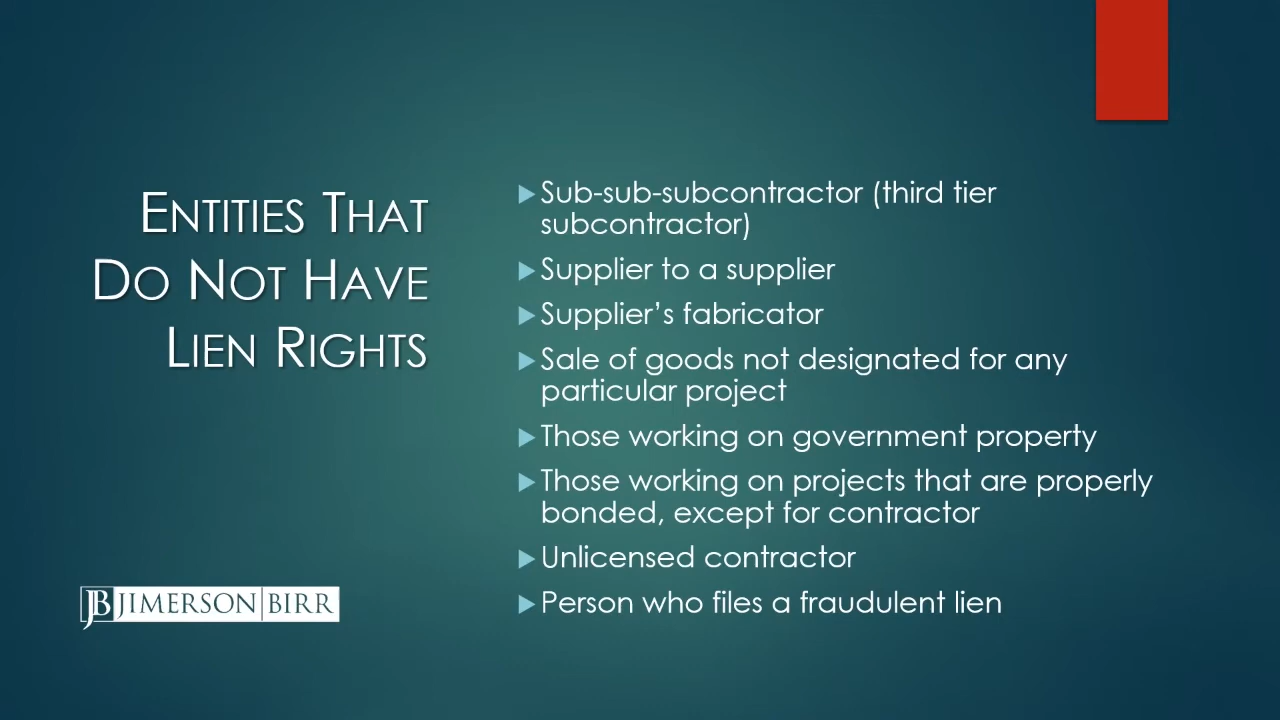 Entities That
Do Not Have
Lien Rights
Sub-sub-subcontractor (third tier
subcontractor)
Supplier to a supplier
Supplier’s fabricator
Sale of goods not designated for any
particular project
Those working on government property
Those working on projects that are properly
bonded, except for contractor
Unlicensed contractor
Person who files a fraudulent lien
JB JIMERSON BIRR